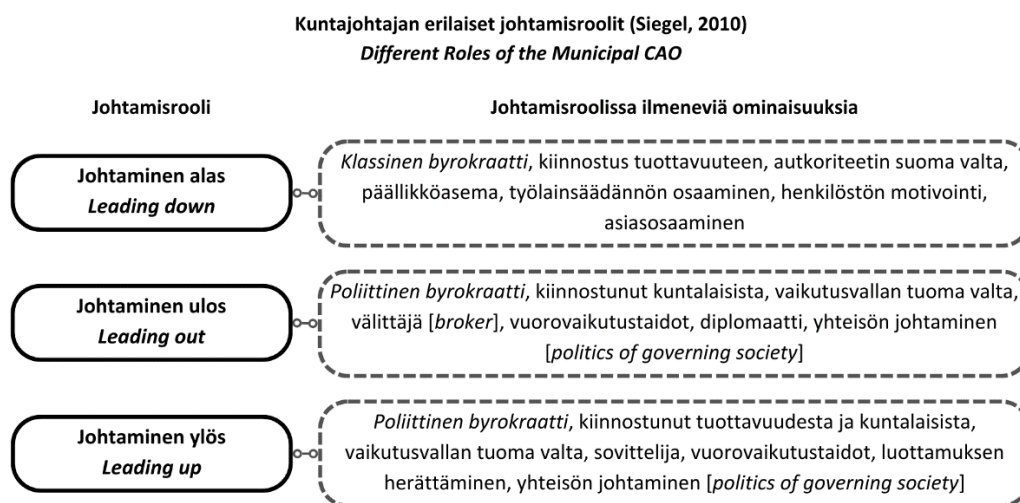 Kuntajohtajan erilaiset johtamisroolit (Siegel, 2010)
Different Roles of the Municipal CAO
Johtamisrooli
Johtamisroolissa ilmeneviä ominaisuuksia
Johtaminen alas
Leading down
Klassinen byrokraatti, kiinnostus tuottavuuteen, autkoriteetin suoma valta,
päällikköasema, työlainsäädännön osaaminen, henkilöstön motivointi,
asiasosaaminen
Johtaminen ulos
Leading out
Poliittinen byrokraatti, kiinnostunut kuntalaisista, vaikutusvallan tuoma valta,
välittäjä [broker], vuorovaikutustaidot, diplomaatti, yhteisön johtaminen
[politics of governing society]
Johtaminen ylös
Leading up
Poliittinen byrokraatti, kiinnostunut tuottavuudesta ja kuntalaisista,
vaikutusvallan tuoma valta, sovittelija, vuorovaikutustaidot, luottamuksen
herättäminen, yhteisön johtaminen [politics of governing society]